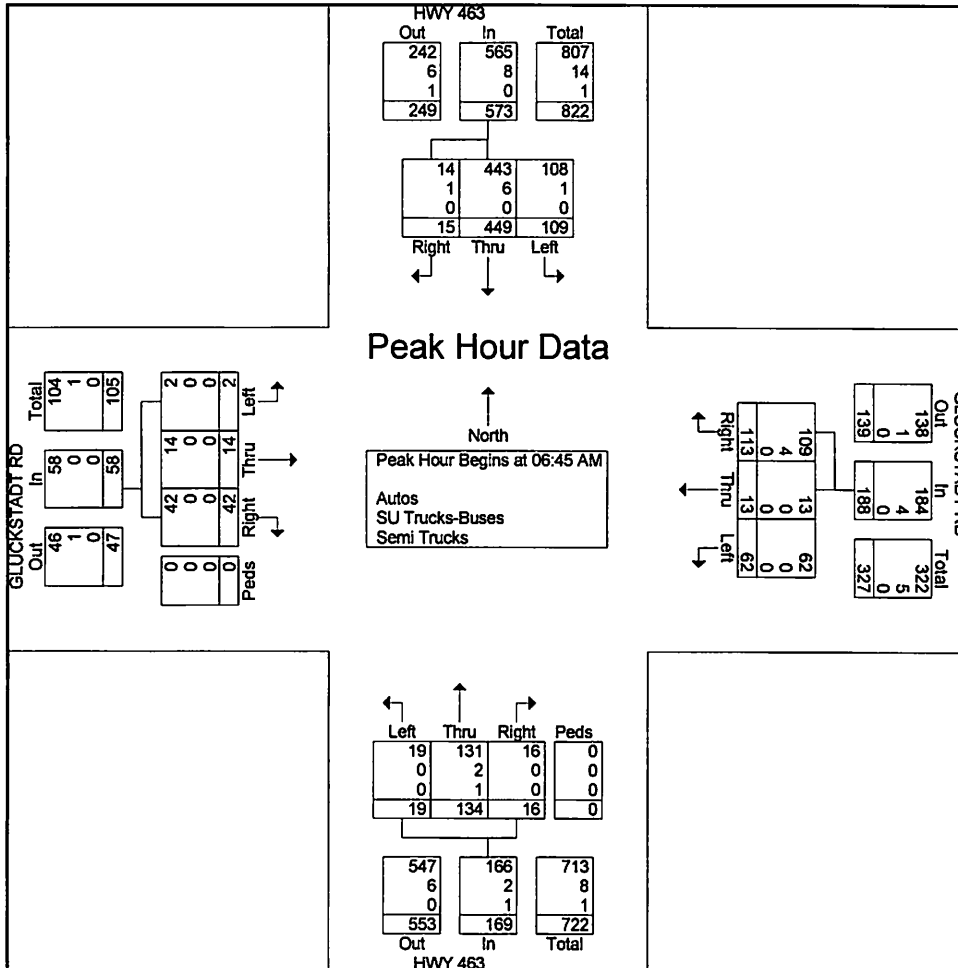 HWY 463
Out In Total
242 565 807
6 8 14
1 0 1
249 573 822
14 443 108
1 6 1
0 0 0
15 449 109
Right Thru Left
Peak Hour Data
North
Peak Hour Begins at 06:45 AM
Autos
SU Trucks-Buses
Semi Trucks
GLUCKSTADT RD
Out In Total
46 58 104
1 0 1
0 0 0
47 58 105
Left Thru Right Peds
2 14 42 0
0 0 0 0
0 0 0 0
2 14 42 0
Right Thru Left
109 13 62
4 0 0
0 0 0
113 13 62
Out In Total
138 184 322
1 4 5
0 0 0
139 188 327
Left Thru Right Peds
19 131 16 0
0 2 0 0
0 1 0 0
19 134 16 0
547 166 713
6 2 8
0 1 1
553 169 722
Out In Total
HWY 463